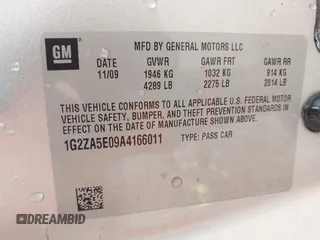 GM
MFD BY GENERAL MOTORS LLC
DATE GVWR GAWR FRT GAWR RR
11/09 1946 KG 1032 KG 914 KG
4289 LB 2275 LB 2014 LB
THIS VEHICLE CONFORMS TO ALL APPLICABLE U.S. FEDERAL MOTOR
VEHICLE SAFETY, BUMPER, AND THEFT PREVENTION STANDARDS IN
EFFECT ON THE DATE OF MANUFACTURE SHOWN ABOVE.
1G2ZA5E09A4166011 TYPE: PASS CAR
DREAMBID